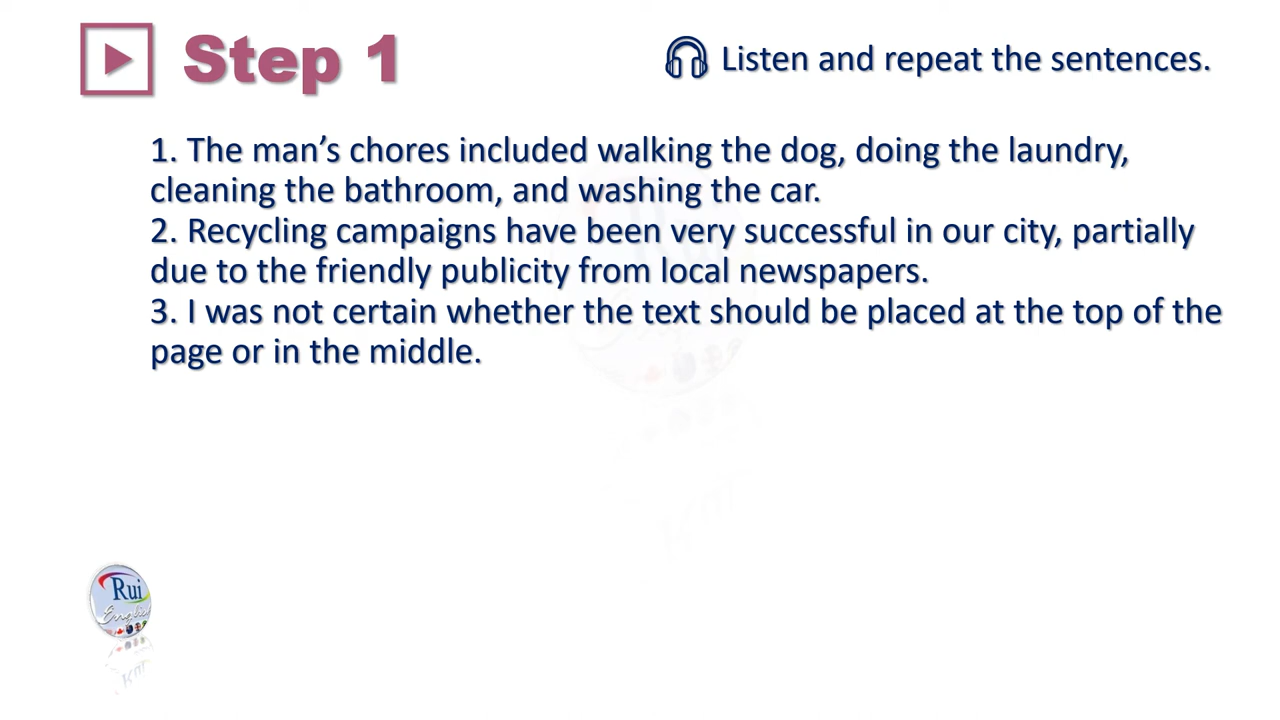 Step 1
Listen and repeat the sentences.
1. The man’s chores included walking the dog, doing the laundry,
cleaning the bathroom, and washing the car.
2. Recycling campaigns have been very successful in our city, partially
due to the friendly publicity from local newspapers.
3. I was not certain whether the text should be placed at the top of the
page or in the middle.
Rui
English